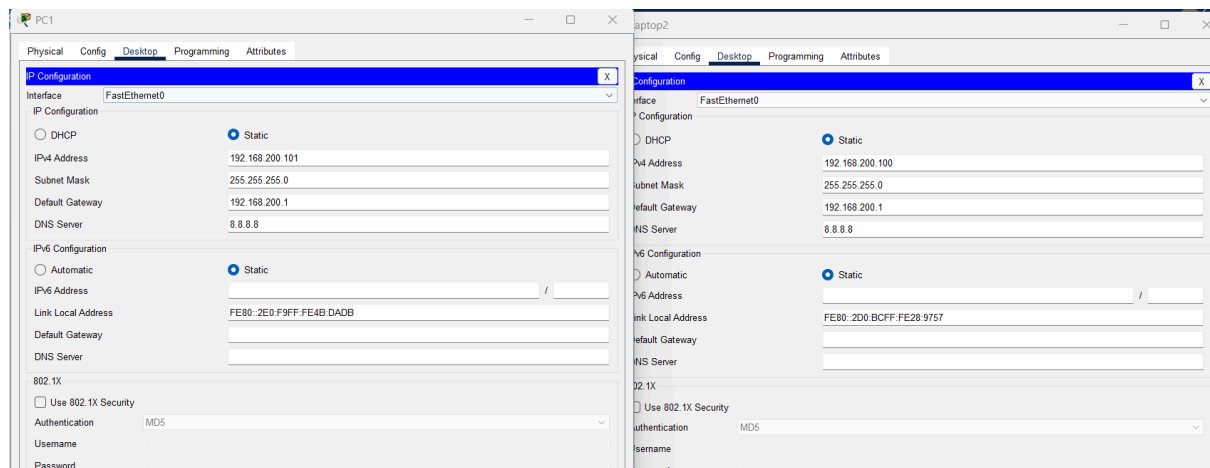 PC1
Physical Config Desktop Programming Attributes
IP Configuration X
Interface FastEthernet0
IP Configuration
DHCP Static
IPv4 Address 192.168.200.101
Subnet Mask 255.255.255.0
Default Gateway 192.168.200.1
DNS Server 8.8.8.8
IPv6 Configuration
Automatic Static
IPv6 Address /
Link Local Address FE80::2E0:F9FF:FE4B:DADB
Default Gateway
DNS Server
802.1X
Use 802.1X Security
Authentication MD5
Username
Password
aptop2
ysical Config Desktop Programming Attributes
Configuration X
erface FastEthernet0
Configuration
DHCP Static
Pv4 Address 192.168.200.100
ubnet Mask 255.255.255.0
efault Gateway 192.168.200.1
NS Server 8.8.8.8
Pv6 Configuration
Automatic Static
Pv6 Address /
ink Local Address FE80::2D0:BCFF:FE28:9757
efault Gateway
NS Server
02.1X
Use 802.1X Security
uthentication MD5
sername